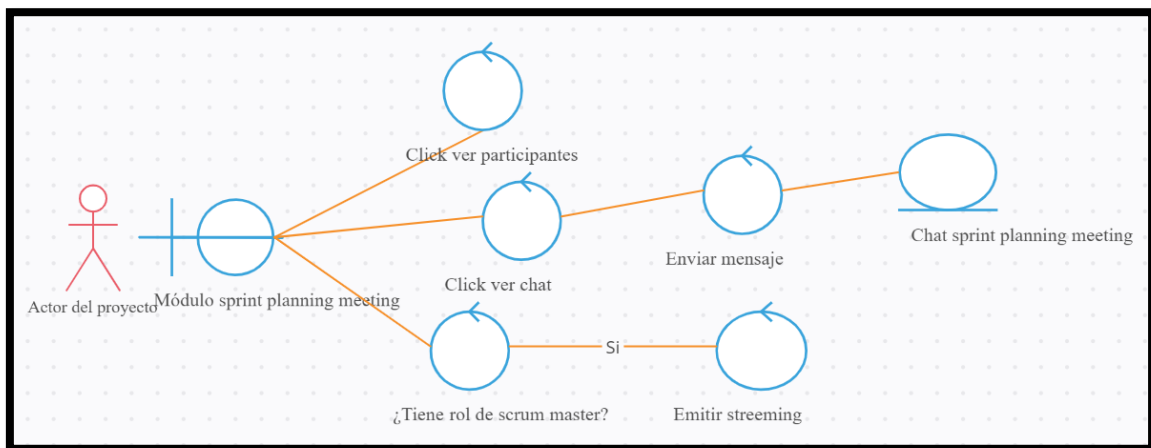 Click ver participantes
Actor del proyecto
Módulo sprint planning meeting
Click ver chat
Enviar mensaje
Chat sprint planning meeting
¿Tiene rol de scrum master?
Si
Emitir streeming